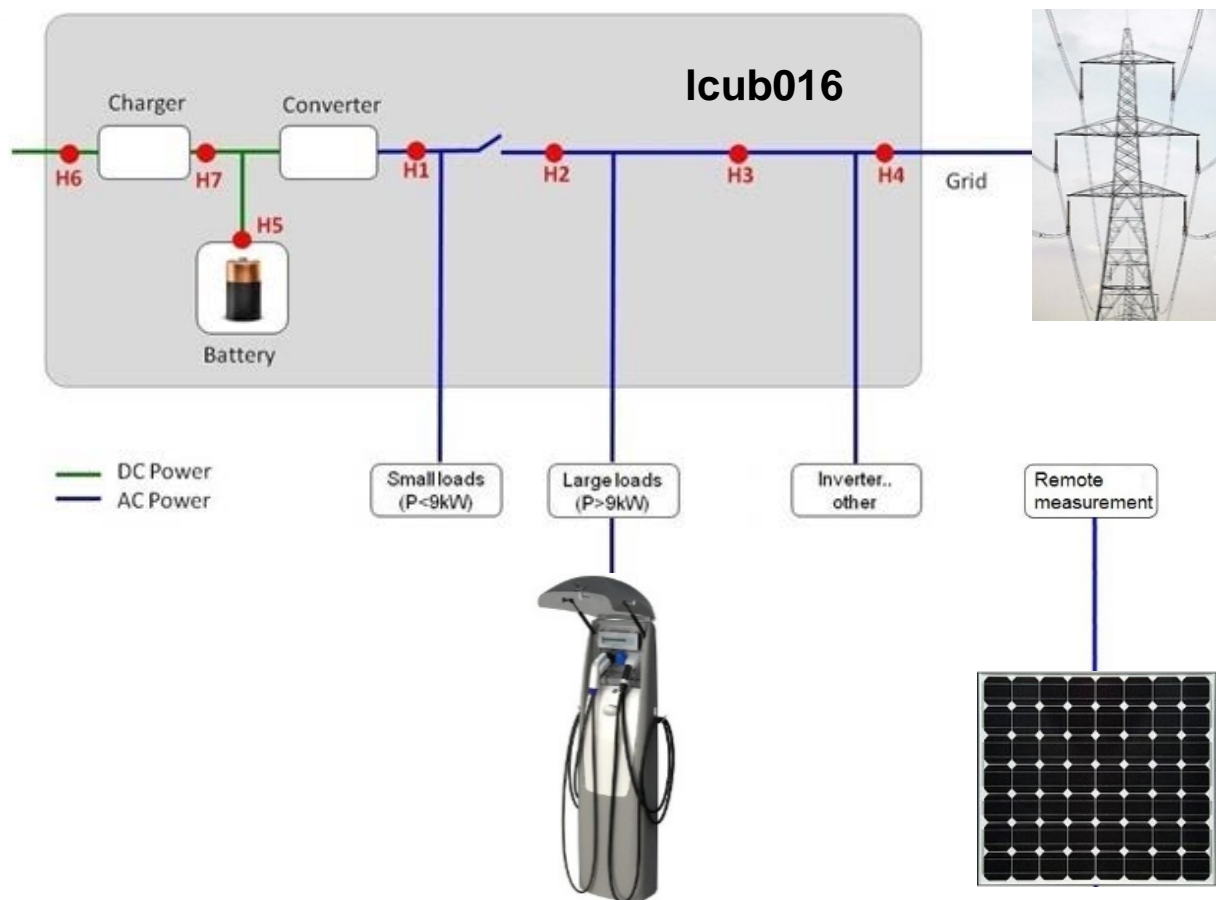 lcub016
Charger
Converter
H6
H7
H1
H2
H3
H4
Grid
H5
Battery
DC Power
AC Power
Small loads
(P<9kW)
Large loads
(P>9kW)
Inverter..
other
Remote
measurement